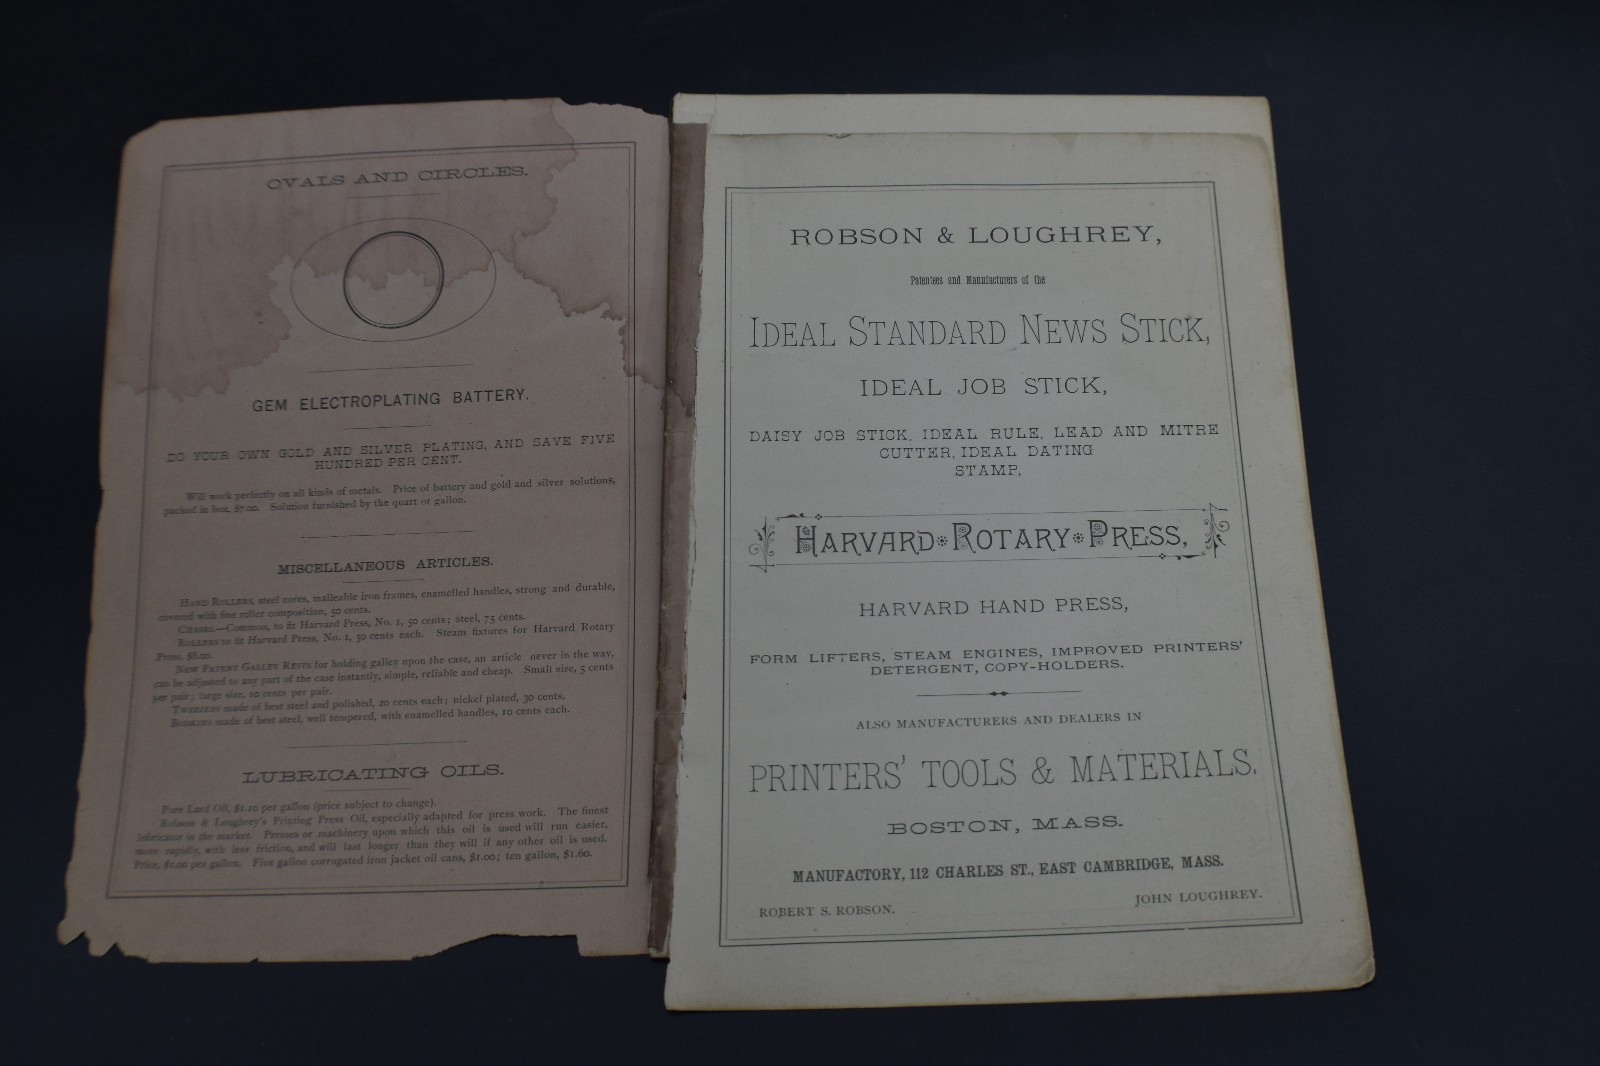 OVALS AND CIRCLES.
GEM ELECTROPLATING BATTERY.
DO YOUR OWN GOLD AND SILVER PLATING, AND SAVE FIVE
HUNDRED PER CENT.
Will work perfectly on all kinds of metals. Price of battery and gold and silver solutions,
packed in box, $7.00. Solution furnished by the quart or gallon.
MISCELLANEOUS ARTICLES.
HAND ROLLERS, steel cores, malleable iron frames, enamelled handles, strong and durable,
covered with fine roller composition, 50 cents.
CHASES—Common, to fit Harvard Press, No. 1, 50 cents; steel, 75 cents.
ROLLERS to fit Harvard Press, No. 1, 50 cents each. Steam fixtures for Harvard Rotary
Press, $8.00.
NEW PATENT GALLEY RESTS for holding galley upon the case, an article never in the way,
can be adjusted to any part of the case instantly, simple, reliable and cheap. Small size, 5 cents
per pair; large size, 10 cents per pair.
TWEEZERS made of best steel and polished, 20 cents each; nickel plated, 30 cents.
BODKINS made of best steel, well tempered, with enamelled handles, 10 cents each.
LUBRICATING OILS.
Pure Lard Oil, $1.10 per gallon (price subject to change).
Robson & Loughrey's Printing Press Oil, especially adapted for press work. The finest
lubricator in the market. Presses or machinery upon which this oil is used will run easier,
more rapidly, with less friction, and will last longer than they will if any other oil is used.
Price, $1.00 per gallon. Five gallon corrugated iron jacket oil cans, $1.00; ten gallon, $1.60.
ROBSON & LOUGHREY,
Patentees and Manufacturers of the
IDEAL STANDARD NEWS STICK,
IDEAL JOB STICK,
DAISY JOB STICK, IDEAL RULE, LEAD AND MITRE
CUTTER, IDEAL DATING
STAMP,
HARVARD ROTARY PRESS,
HARVARD HAND PRESS,
FORM LIFTERS, STEAM ENGINES, IMPROVED PRINTERS'
DETERGENT, COPY-HOLDERS.
ALSO MANUFACTURERS AND DEALERS IN
PRINTERS' TOOLS & MATERIALS.
BOSTON, MASS.
MANUFACTORY, 112 CHARLES ST., EAST CAMBRIDGE, MASS.
ROBERT S. ROBSON.
JOHN LOUGHREY.